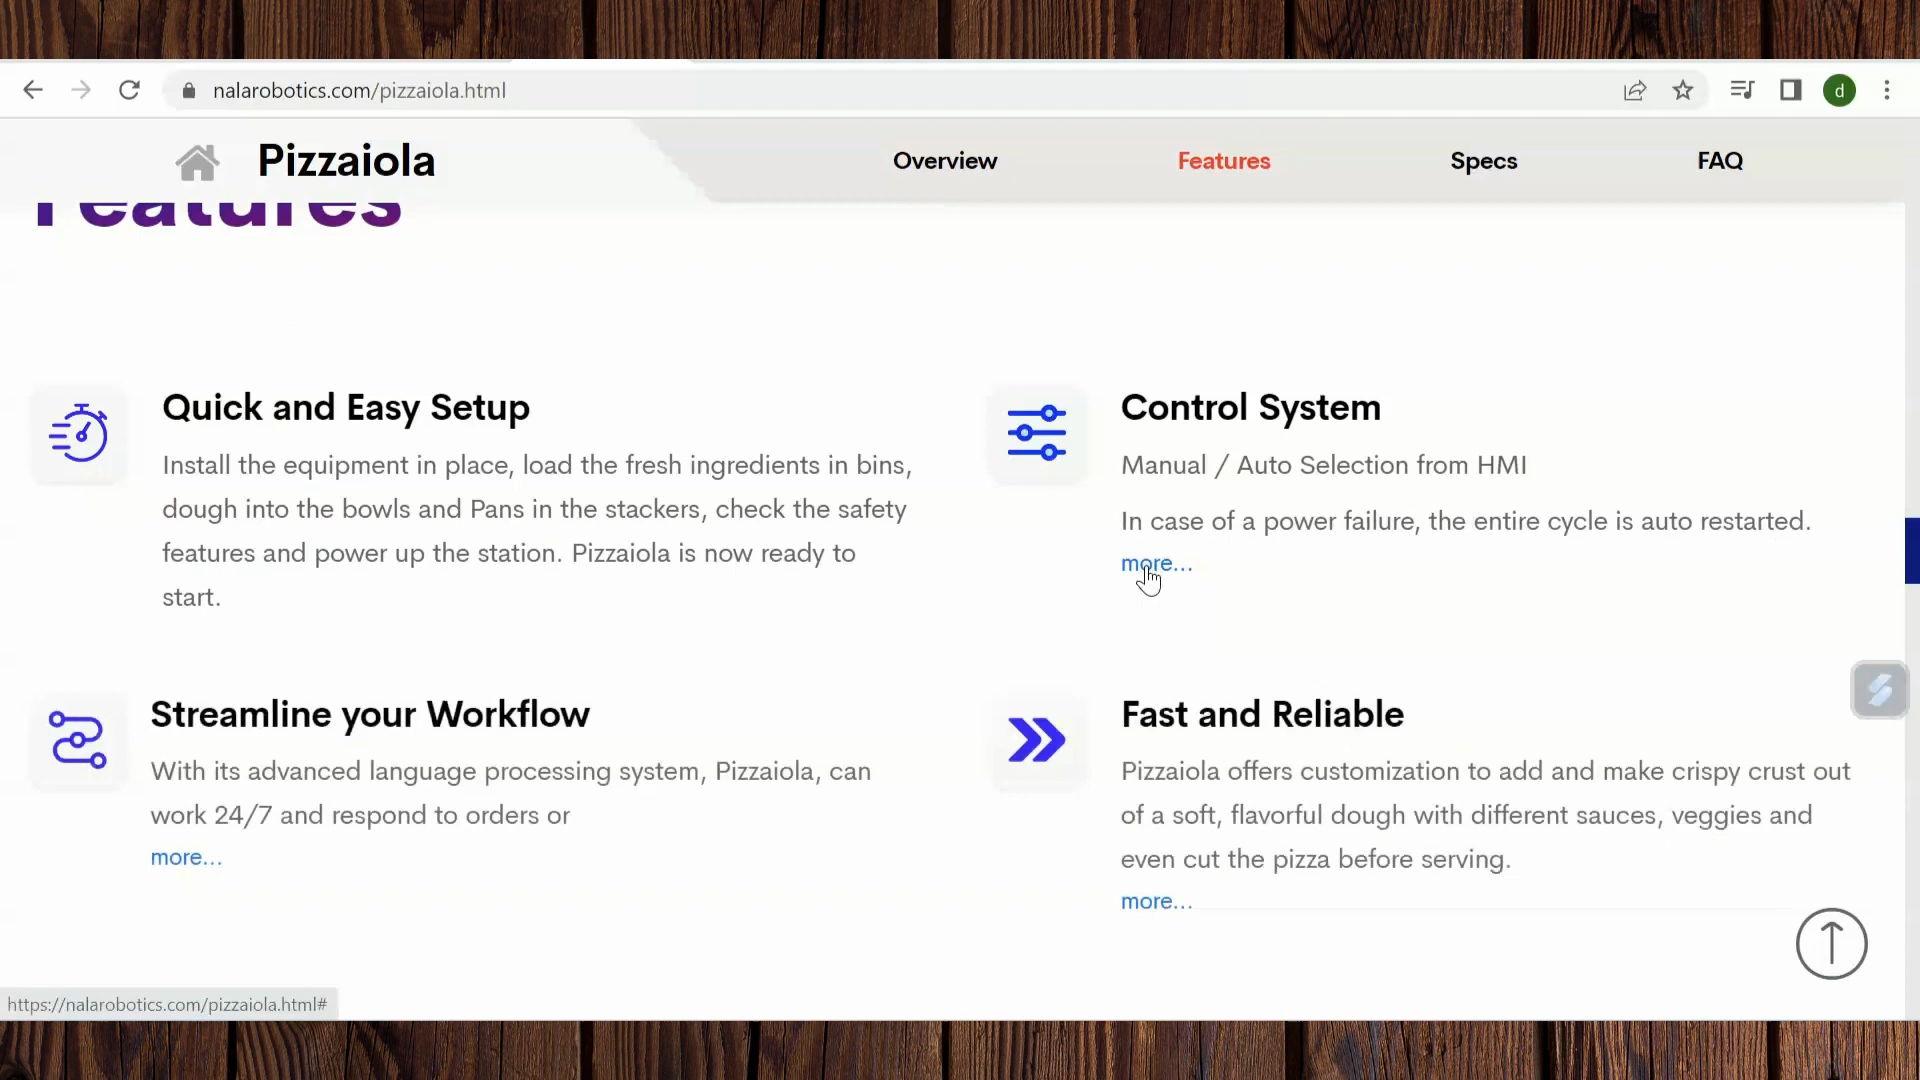 nalarobotics.com/pizzaiola.html
d
Pizzaiola
Overview
Features
Specs
FAQ
Features
Quick and Easy Setup
Install the equipment in place, load the fresh ingredients in bins,
dough into the bowls and Pans in the stackers, check the safety
features and power up the station. Pizzaiola is now ready to
start.
Control System
Manual / Auto Selection from HMI
In case of a power failure, the entire cycle is auto restarted.
more...
Streamline your Workflow
With its advanced language processing system, Pizzaiola, can
work 24/7 and respond to orders or
more...
Fast and Reliable
Pizzaiola offers customization to add and make crispy crust out
of a soft, flavorful dough with different sauces, veggies and
even cut the pizza before serving.
more...
https://nalarobotics.com/pizzaiola.html#